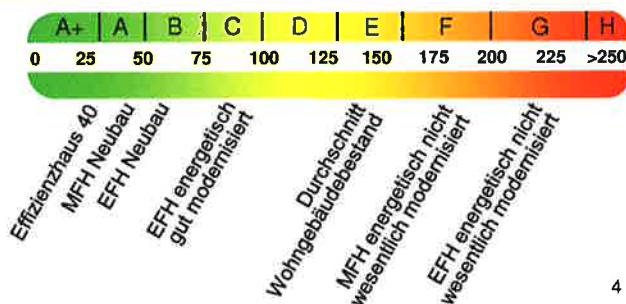 A+ A B C D E F G H
0 25 50 75 100 125 150 175 200 225 >250
Effizienzhaus 40
MFH Neubau
EFH Neubau
EFH energetisch
gut modernisiert
Durchschnitt
Wohngebäudebestand
MFH energetisch nicht
wesentlich modernisiert
EFH energetisch nicht
wesentlich modernisiert
4